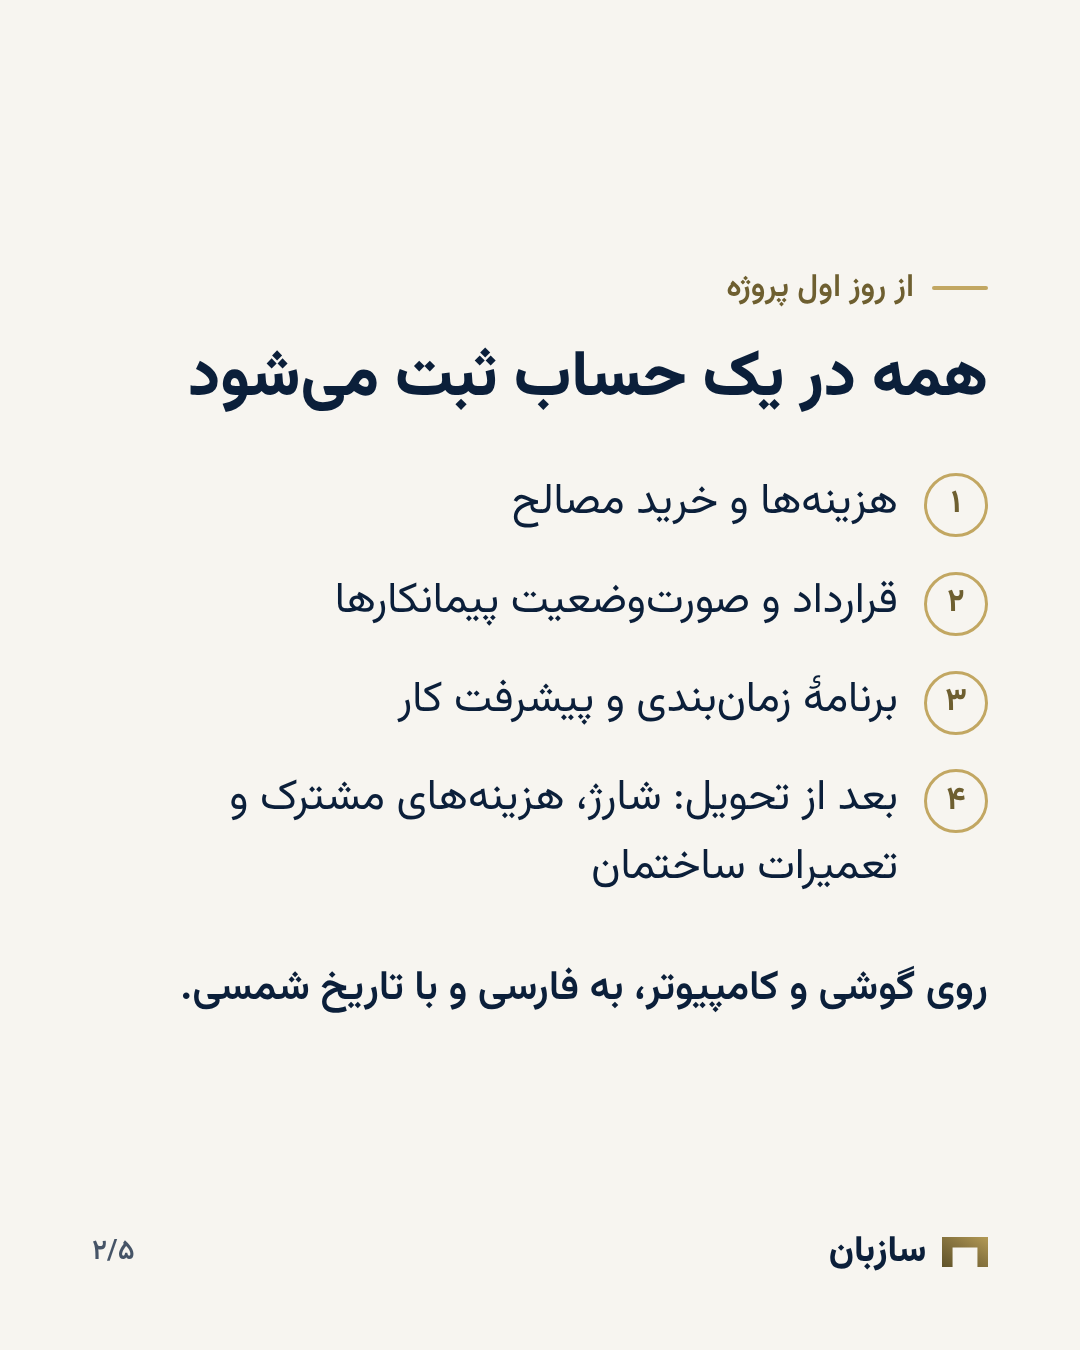 از روز اول پروژه
همه در یک حساب ثبت می‌شود
۱ هزینه‌ها و خرید مصالح
۲ قرارداد و صورت‌وضعیت پیمانکارها
۳ برنامهٔ زمان‌بندی و پیشرفت کار
۴ بعد از تحویل: شارژ، هزینه‌های مشترک و
تعمیرات ساختمان
روی گوشی و کامپیوتر، به فارسی و با تاریخ شمسی.
سازبان
۲/۵